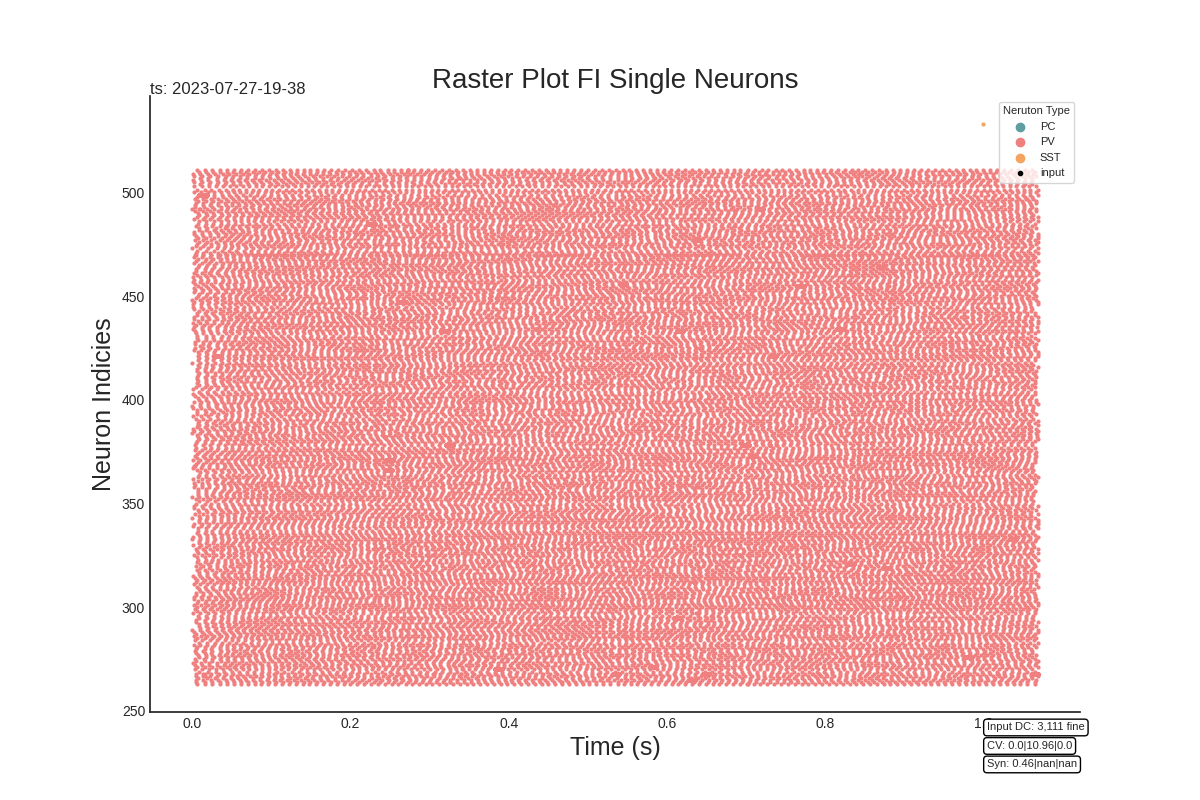 Raster Plot FI Single Neurons
ts: 2023-07-27-19-38
Neruton Type
PC
PV
SST
input
500
450
400
350
300
250
Neuron Indicies
0.0
0.2
0.4
0.6
0.8
Time (s)
Input DC: 3,111 fine
CV: 0.0|10.96|0.0
Syn: 0.46|nan|nan